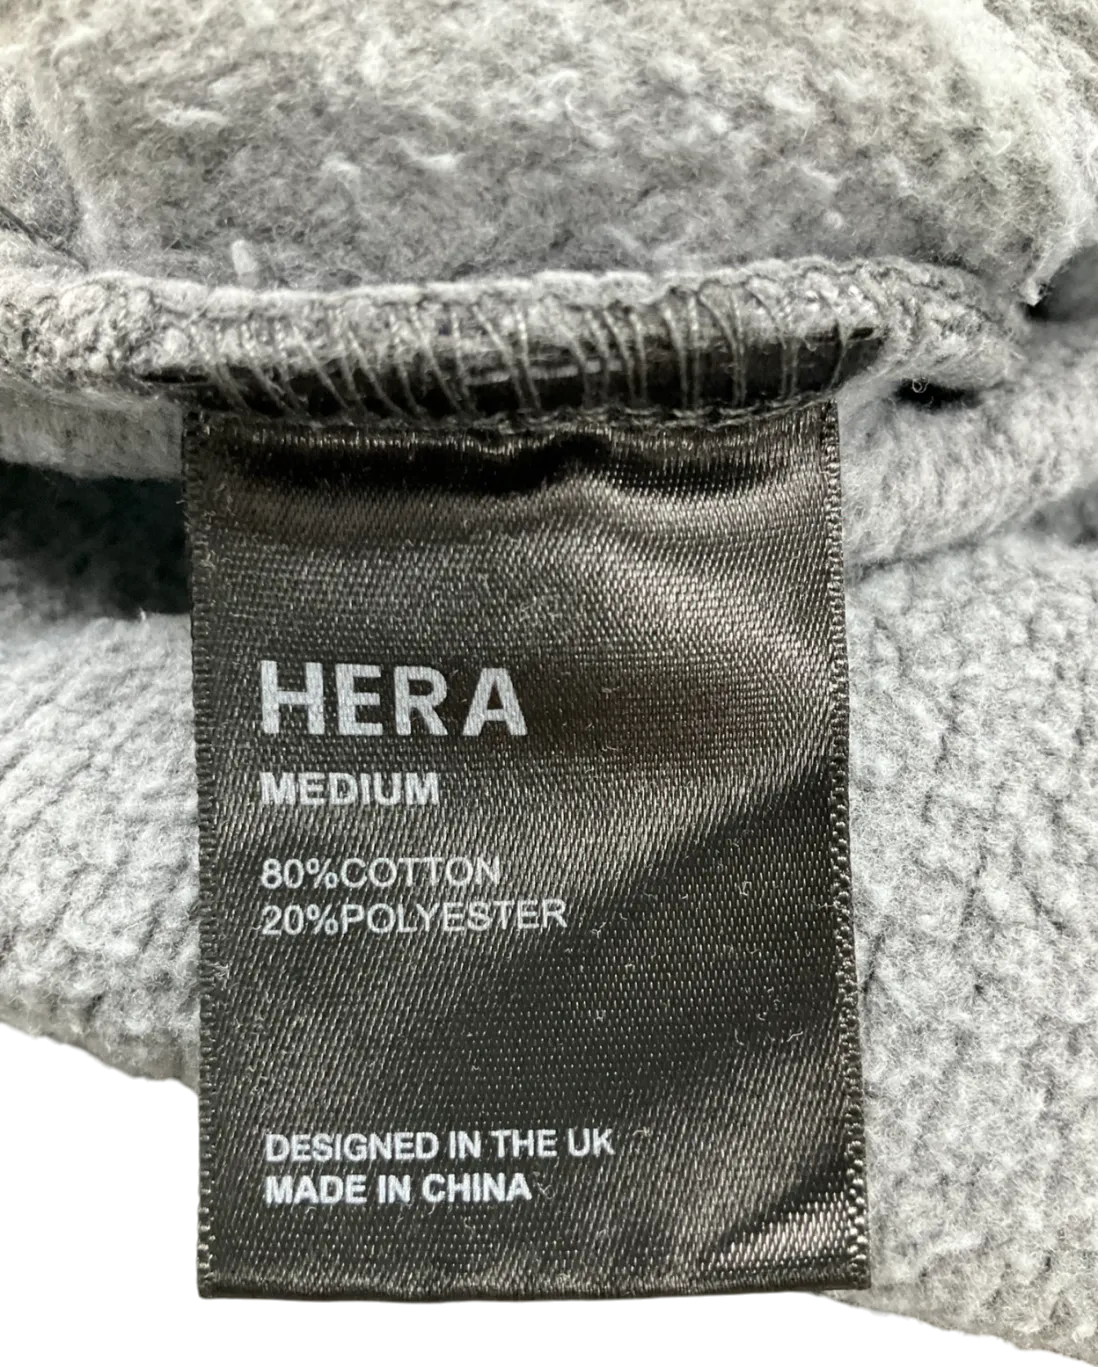 HERA
MEDIUM
80%COTTON
20%POLYESTER
DESIGNED IN THE UK
MADE IN CHINA